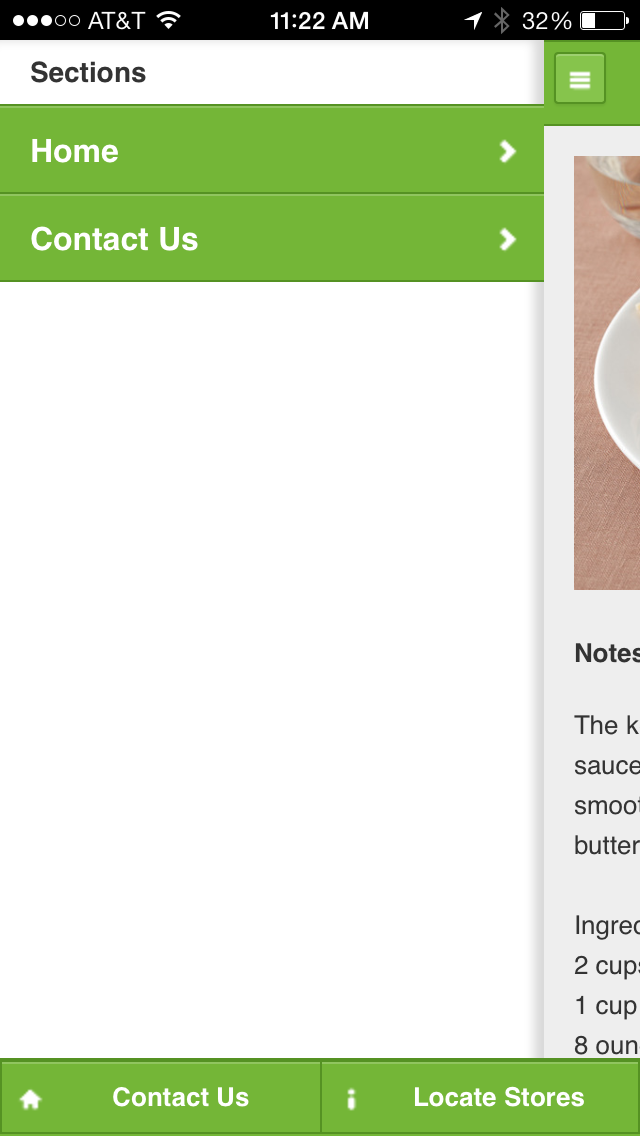 AT&T 11:22 AM 32%
Sections
Home
Contact Us
Notes
The k
sauce
smoot
butter
Ingred
2 cups
1 cup
8 oun
Contact Us
Locate Stores